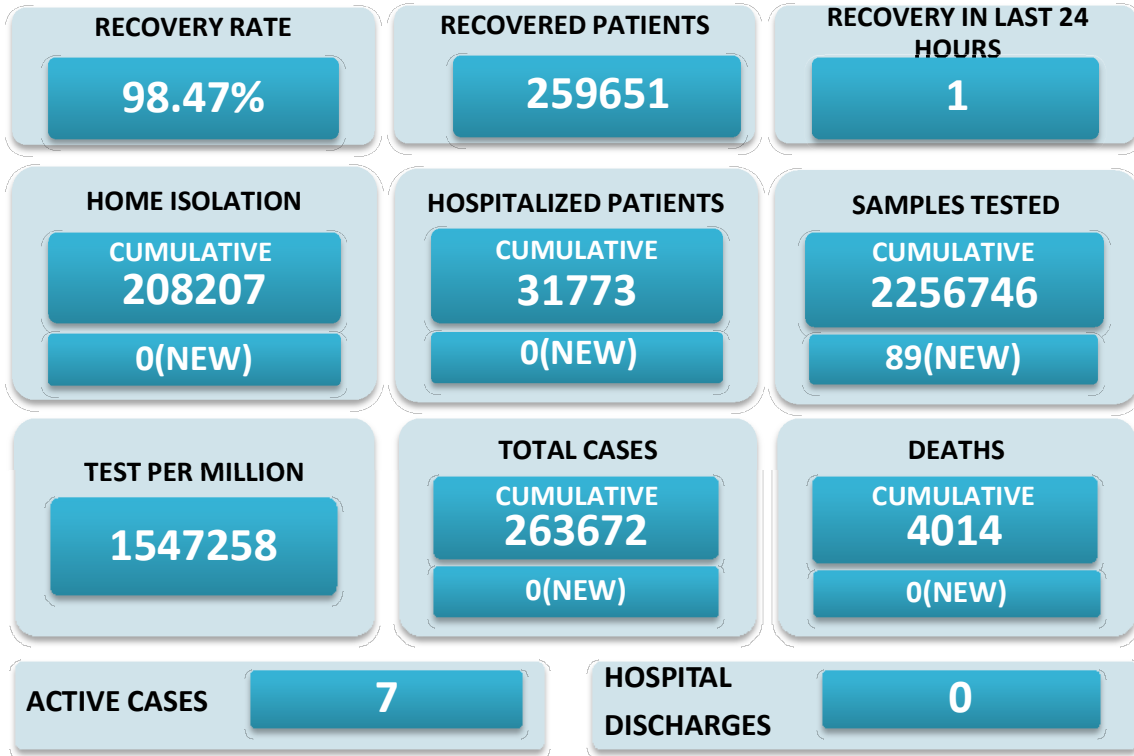 RECOVERY RATE
98.47%
RECOVERED PATIENTS
259651
RECOVERY IN LAST 24
HOURS
1
HOME ISOLATION
CUMULATIVE
208207
0(NEW)
HOSPITALIZED PATIENTS
CUMULATIVE
31773
0(NEW)
SAMPLES TESTED
CUMULATIVE
2256746
89(NEW)
TEST PER MILLION
1547258
TOTAL CASES
CUMULATIVE
263672
0(NEW)
DEATHS
CUMULATIVE
4014
0(NEW)
ACTIVE CASES
7
HOSPITAL
DISCHARGES
0